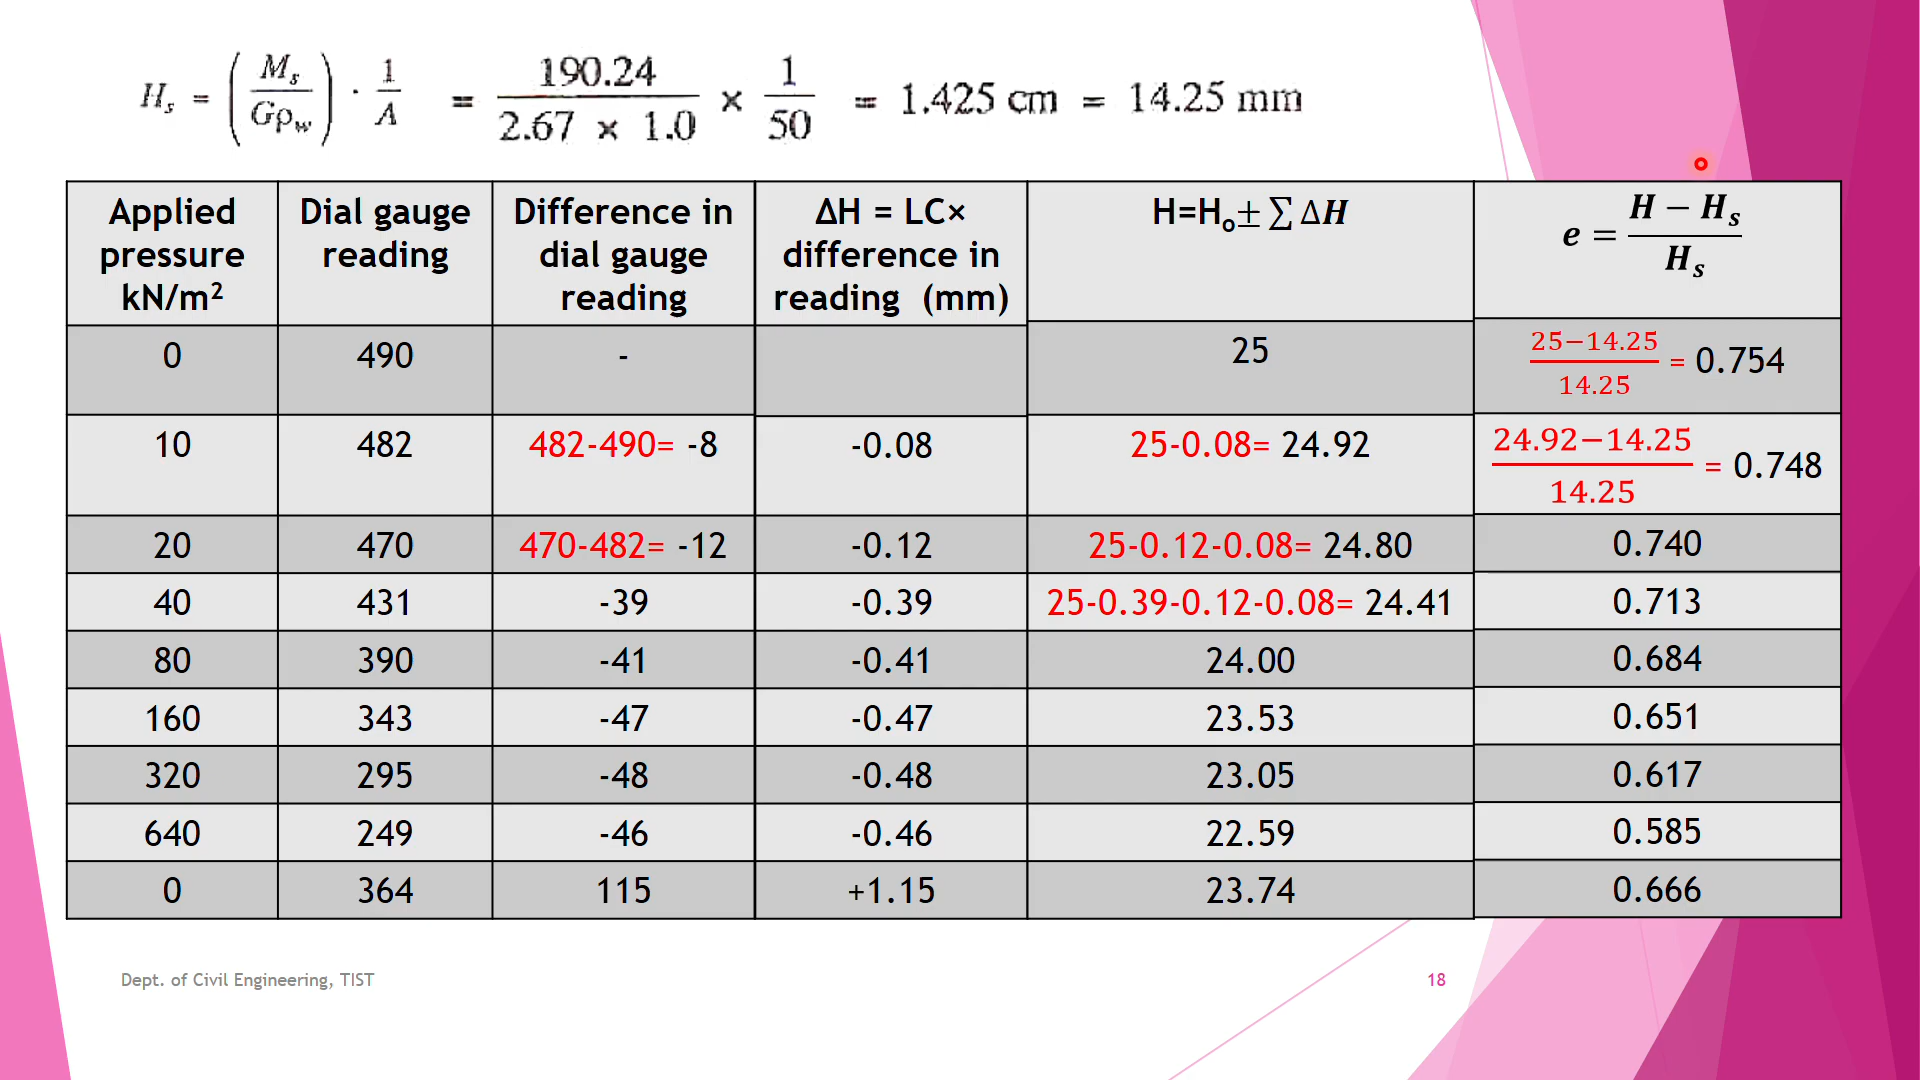 H_s = (M_s / Gρ_w) · 1/A = 190.24 / (2.67 × 1.0) × 1/50 = 1.425 cm = 14.25 mm
Applied pressure kN/m² | Dial gauge reading | Difference in dial gauge reading | ΔH = LC× difference in reading (mm) | H=H₀±∑ΔH | e = (H − H_s) / H_s
0 | 490 | - | | 25 | (25−14.25) / 14.25 = 0.754
10 | 482 | 482-490= -8 | -0.08 | 25-0.08= 24.92 | (24.92−14.25) / 14.25 = 0.748
20 | 470 | 470-482= -12 | -0.12 | 25-0.12-0.08= 24.80 | 0.740
40 | 431 | -39 | -0.39 | 25-0.39-0.12-0.08= 24.41 | 0.713
80 | 390 | -41 | -0.41 | 24.00 | 0.684
160 | 343 | -47 | -0.47 | 23.53 | 0.651
320 | 295 | -48 | -0.48 | 23.05 | 0.617
640 | 249 | -46 | -0.46 | 22.59 | 0.585
0 | 364 | 115 | +1.15 | 23.74 | 0.666
Dept. of Civil Engineering, TIST
18